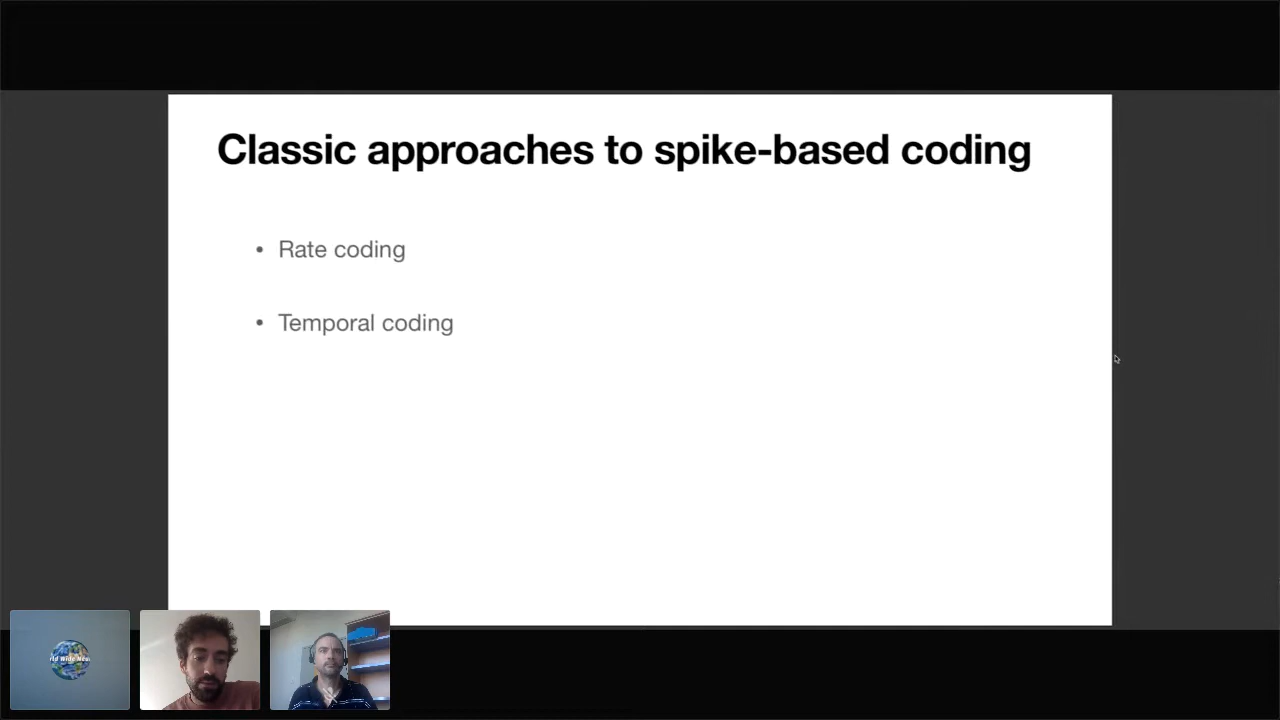 Classic approaches to spike-based coding
• Rate coding
• Temporal coding